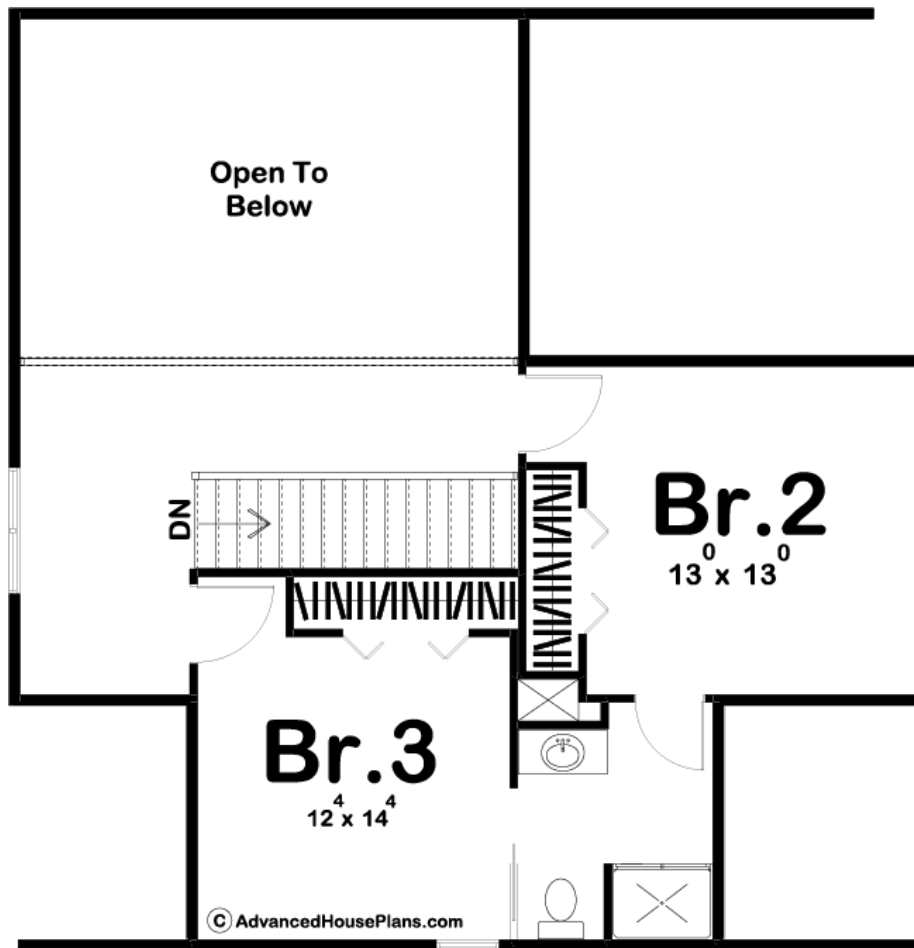 Open To
Below
DN
Br.2
13⁰ x 13⁰
Br.3
12⁴ x 14⁴
© AdvancedHousePlans.com